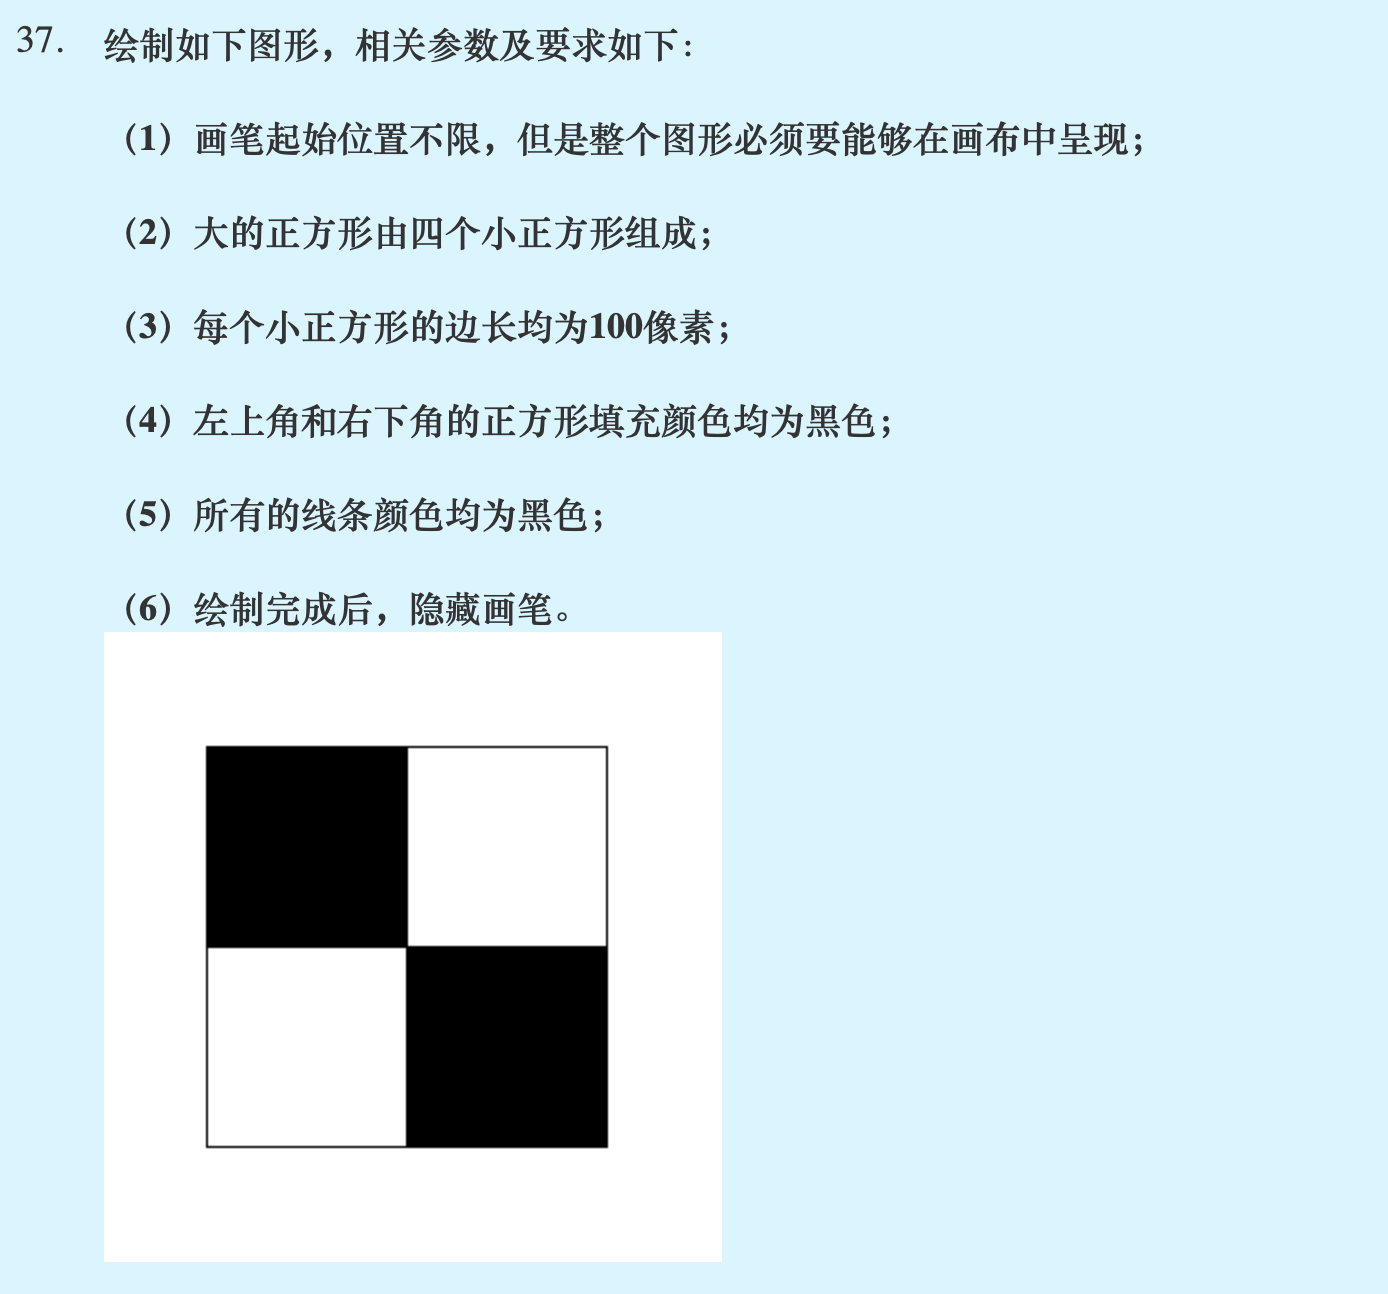 37. 绘制如下图形，相关参数及要求如下：
（1）画笔起始位置不限，但是整个图形必须要能够在画布中呈现；
（2）大的正方形由四个小正方形组成；
（3）每个小正方形的边长均为100像素；
（4）左上角和右下角的正方形填充颜色均为黑色；
（5）所有的线条颜色均为黑色；
（6）绘制完成后，隐藏画笔。